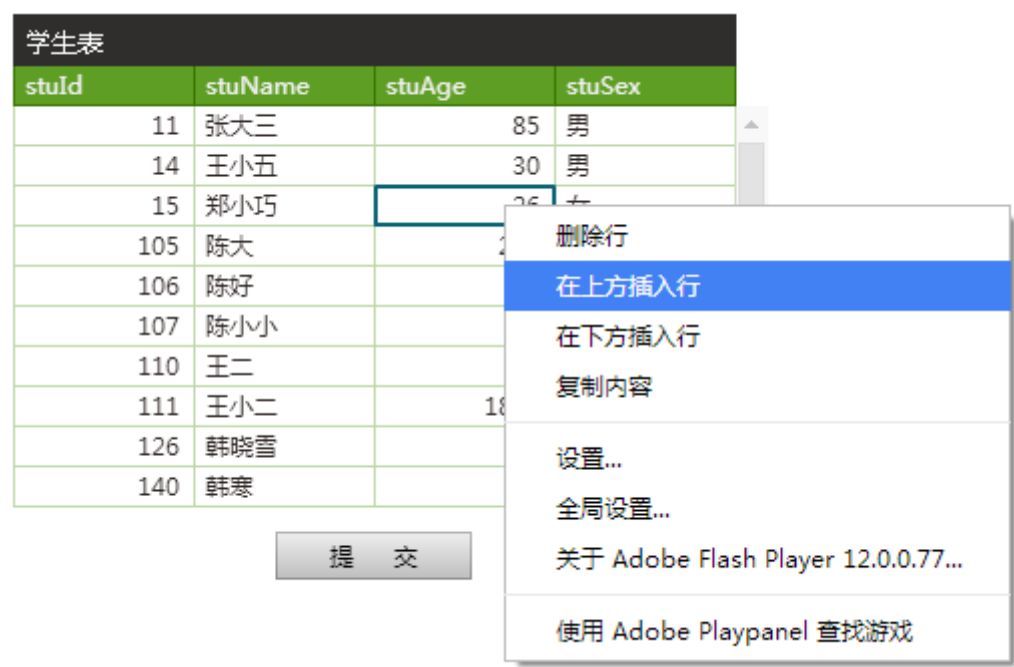 学生表
stuId stuName stuAge stuSex
11 张大三 85 男
14 王小五 30 男
15 郑小巧 26 女
105 陈大
106 陈好
107 陈小小
110 王二
111 王小二 18
126 韩晓雪
140 韩寒
提 交
删除行
在上方插入行
在下方插入行
复制内容
设置...
全局设置...
关于 Adobe Flash Player 12.0.0.77...
使用 Adobe Playpanel 查找游戏